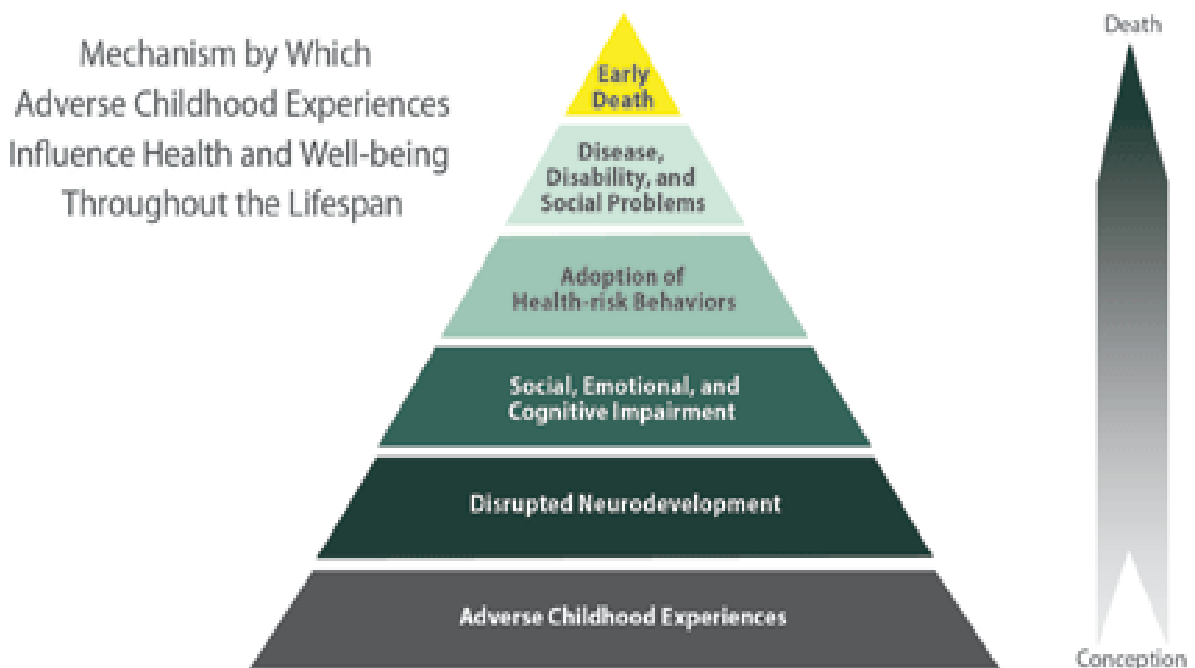 Mechanism by Which
Adverse Childhood Experiences
Influence Health and Well-being
Throughout the Lifespan
Death
Early
Death
Disease,
Disability, and
Social Problems
Adoption of
Health-risk Behaviors
Social, Emotional, and
Cognitive Impairment
Disrupted Neurodevelopment
Adverse Childhood Experiences
Conception